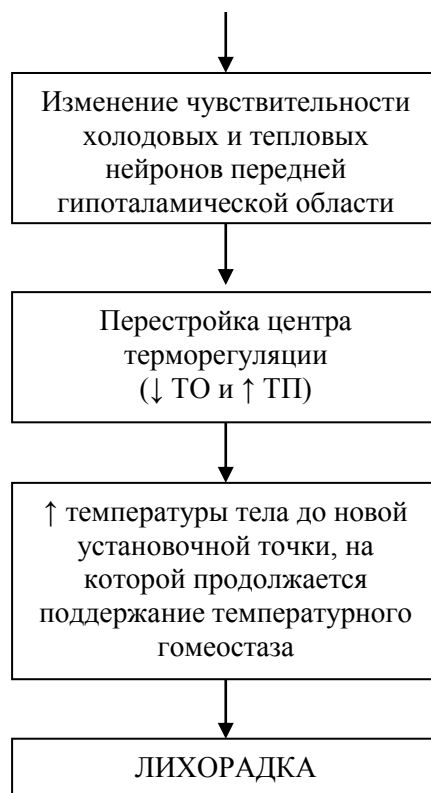 Изменение чувствительности
холодовых и тепловых
нейронов передней
гипоталамической области
Перестройка центра
терморегуляции
(↓ ТО и ↑ ТП)
↑ температуры тела до новой
установочной точки, на
которой продолжается
поддержание температурного
гомеостаза
ЛИХОРАДКА